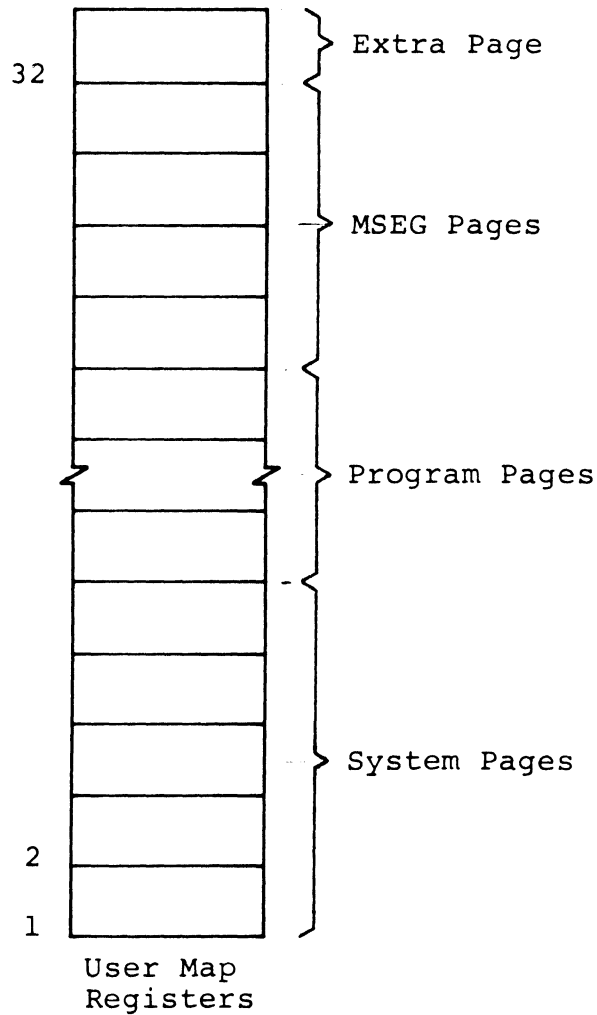 Extra Page
32
MSEG Pages
Program Pages
System Pages
2
1
User Map
Registers